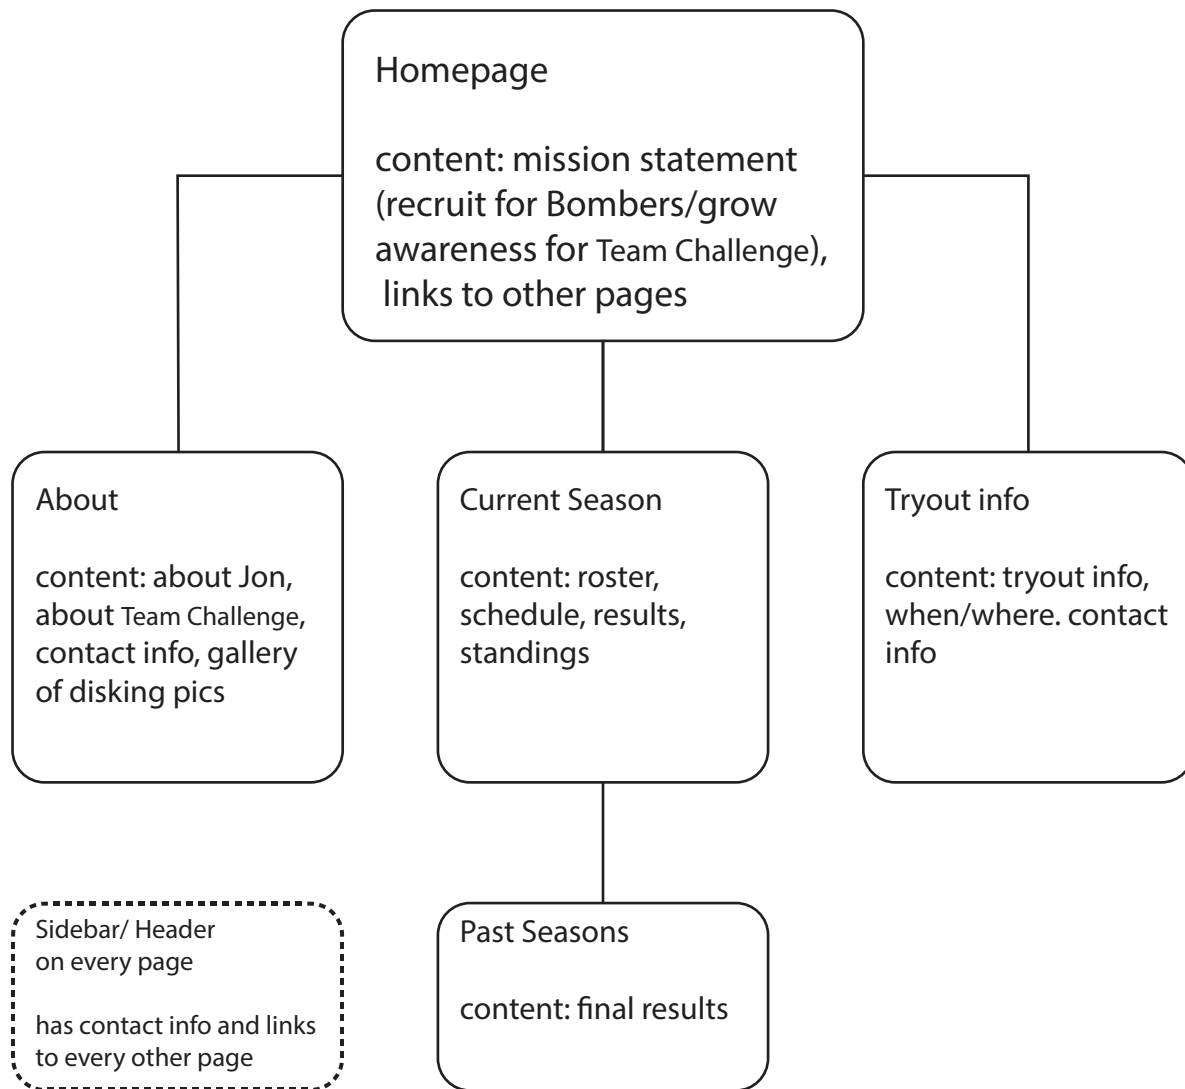 Homepage
content: mission statement
(recruit for Bombers/grow
awareness for Team Challenge),
links to other pages
About
content: about Jon,
about Team Challenge,
contact info, gallery
of disking pics
Current Season
content: roster,
schedule, results,
standings
Tryout info
content: tryout info,
when/where. contact
info
Sidebar/ Header
on every page
has contact info and links
to every other page
Past Seasons
content: final results